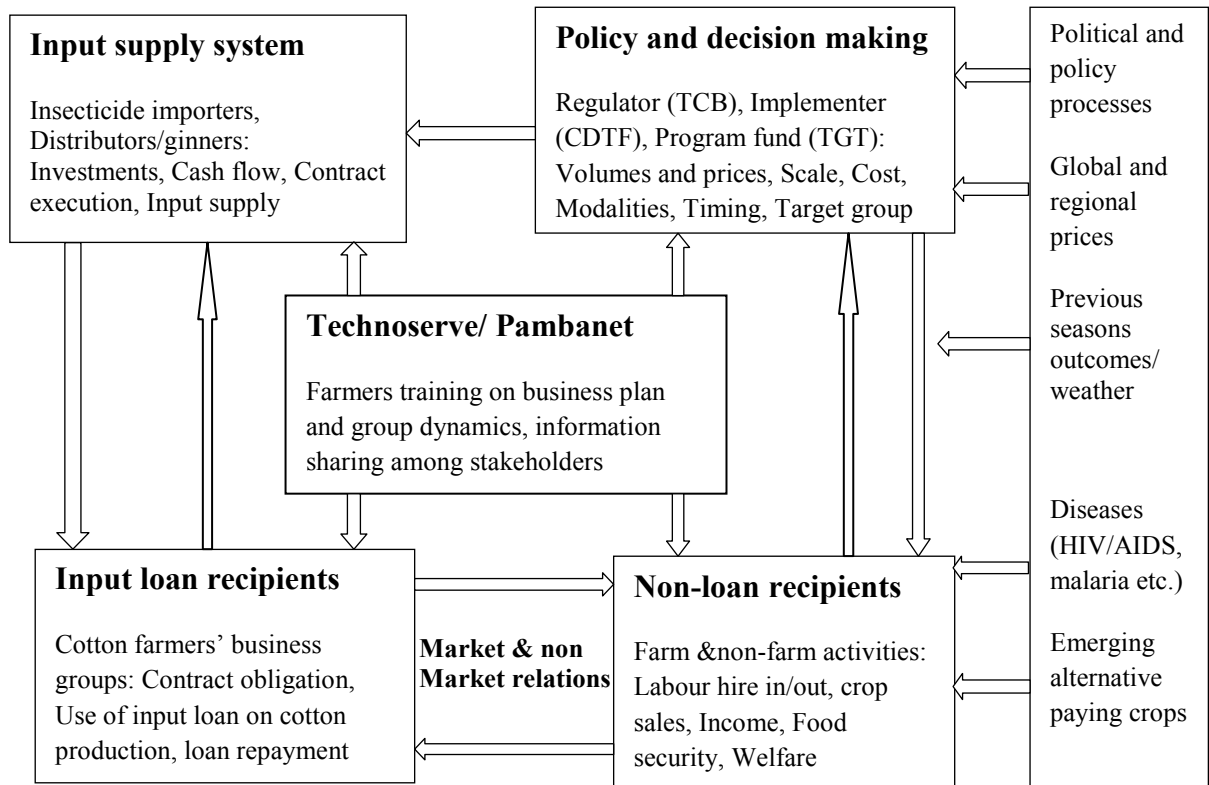 Input supply system
Insecticide importers,
Distributors/ginners:
Investments, Cash flow, Contract
execution, Input supply
Policy and decision making
Regulator (TCB), Implementer
(CDTF), Program fund (TGT):
Volumes and prices, Scale, Cost,
Modalities, Timing, Target group
Political and
policy
processes
Global and
regional
prices
Previous
seasons
outcomes/
weather
Diseases
(HIV/AIDS,
malaria etc.)
Emerging
alternative
paying crops
Technoserve/ Pambanet
Farmers training on business plan
and group dynamics, information
sharing among stakeholders
Input loan recipients
Cotton farmers’ business
groups: Contract obligation,
Use of input loan on cotton
production, loan repayment
Market & non
Market relations
Non-loan recipients
Farm &non-farm activities:
Labour hire in/out, crop
sales, Income, Food
security, Welfare